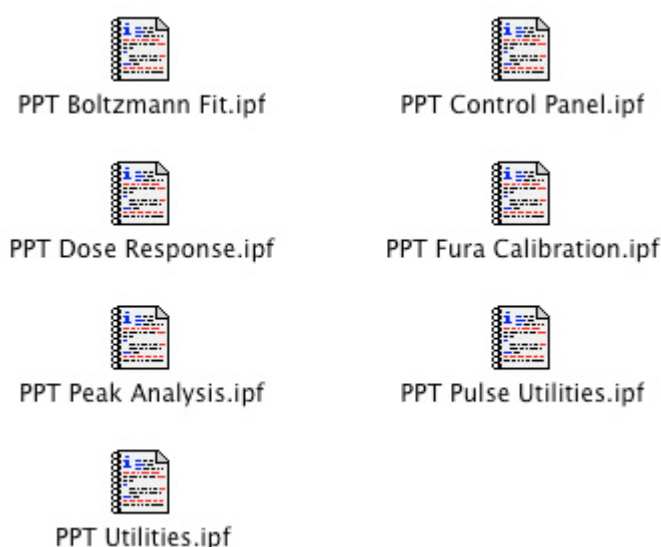 PPT Boltzmann Fit.ipf
PPT Control Panel.ipf
PPT Dose Response.ipf
PPT Fura Calibration.ipf
PPT Peak Analysis.ipf
PPT Pulse Utilities.ipf
PPT Utilities.ipf